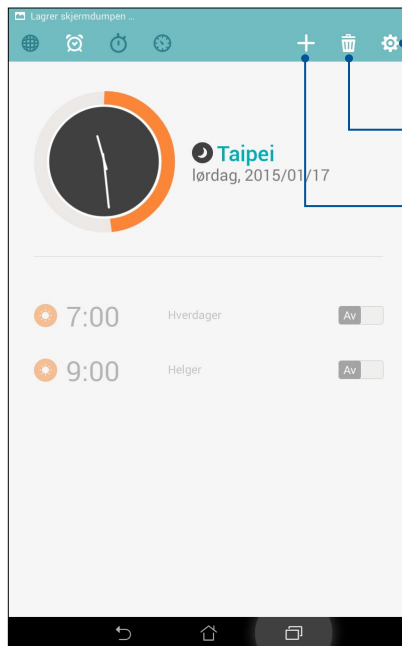 Lagrer skjermdumpen ...
Taipei
lørdag, 2015/01/17
7:00 Hverdager Av
9:00 Helger Av